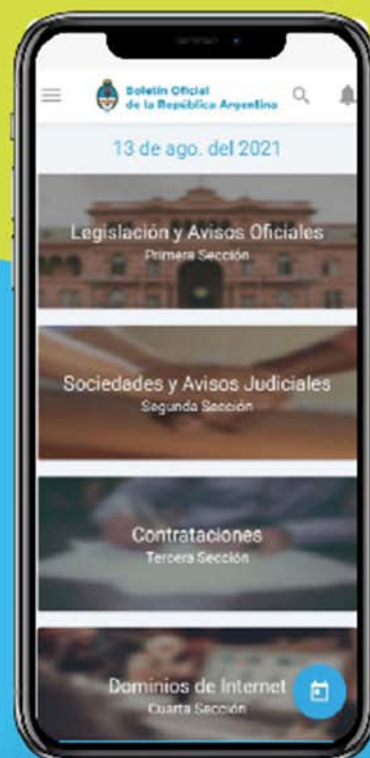 Boletín Oficial
de la República Argentina
13 de ago. del 2021
Legislación y Avisos Oficiales
Primera Sección
Sociedades y Avisos Judiciales
Segunda Sección
Contrataciones
Tercera Sección
Dominios de Internet
Cuarta Sección